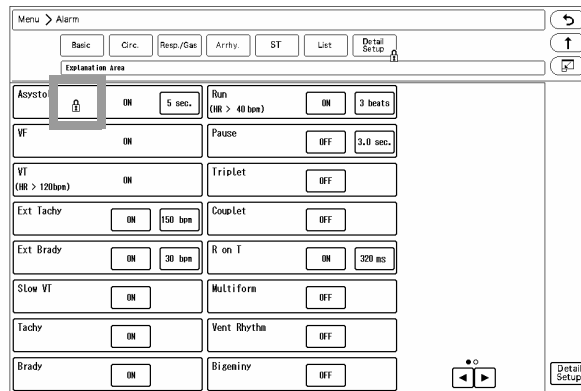 Menu > Alarm
Basic Circ. Resp./Gas Arrhy. ST List Detail Setup
Explanation Area
Asysto ON 5 sec.
Run (HR > 40 bpm) ON 3 beats
VF ON
Pause OFF 3.0 sec.
VT (HR > 120bpm) ON
Triplet OFF
Ext Tachy ON 150 bpm
Couplet OFF
Ext Brady ON 30 bpm
R on T ON 320 ms
Slow VT ON
Multiform OFF
Tachy ON
Vent Rhythm OFF
Brady ON
Bigeminy OFF
Detail Setup